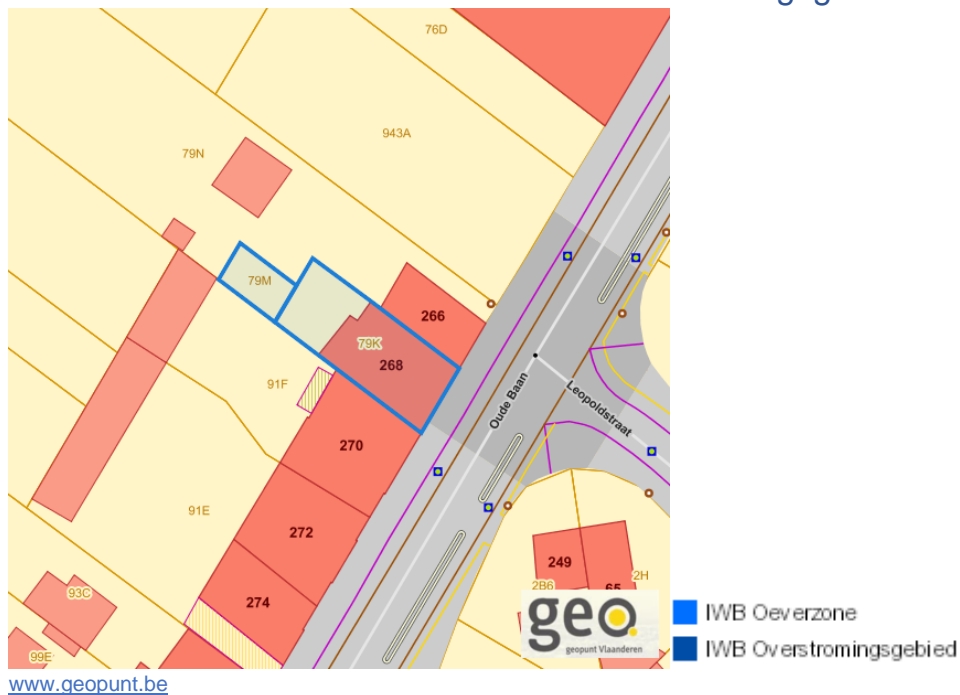 76D
943A
79N
79M
266
79K
268
91F
Oude Baan
Leopoldstraat
270
91E
272
249
2B6
65
2H
93C
274
99E
geo.
geopunt Vlaanderen
IWB Oeverzone
IWB Overstromingsgebied
www.geopunt.be